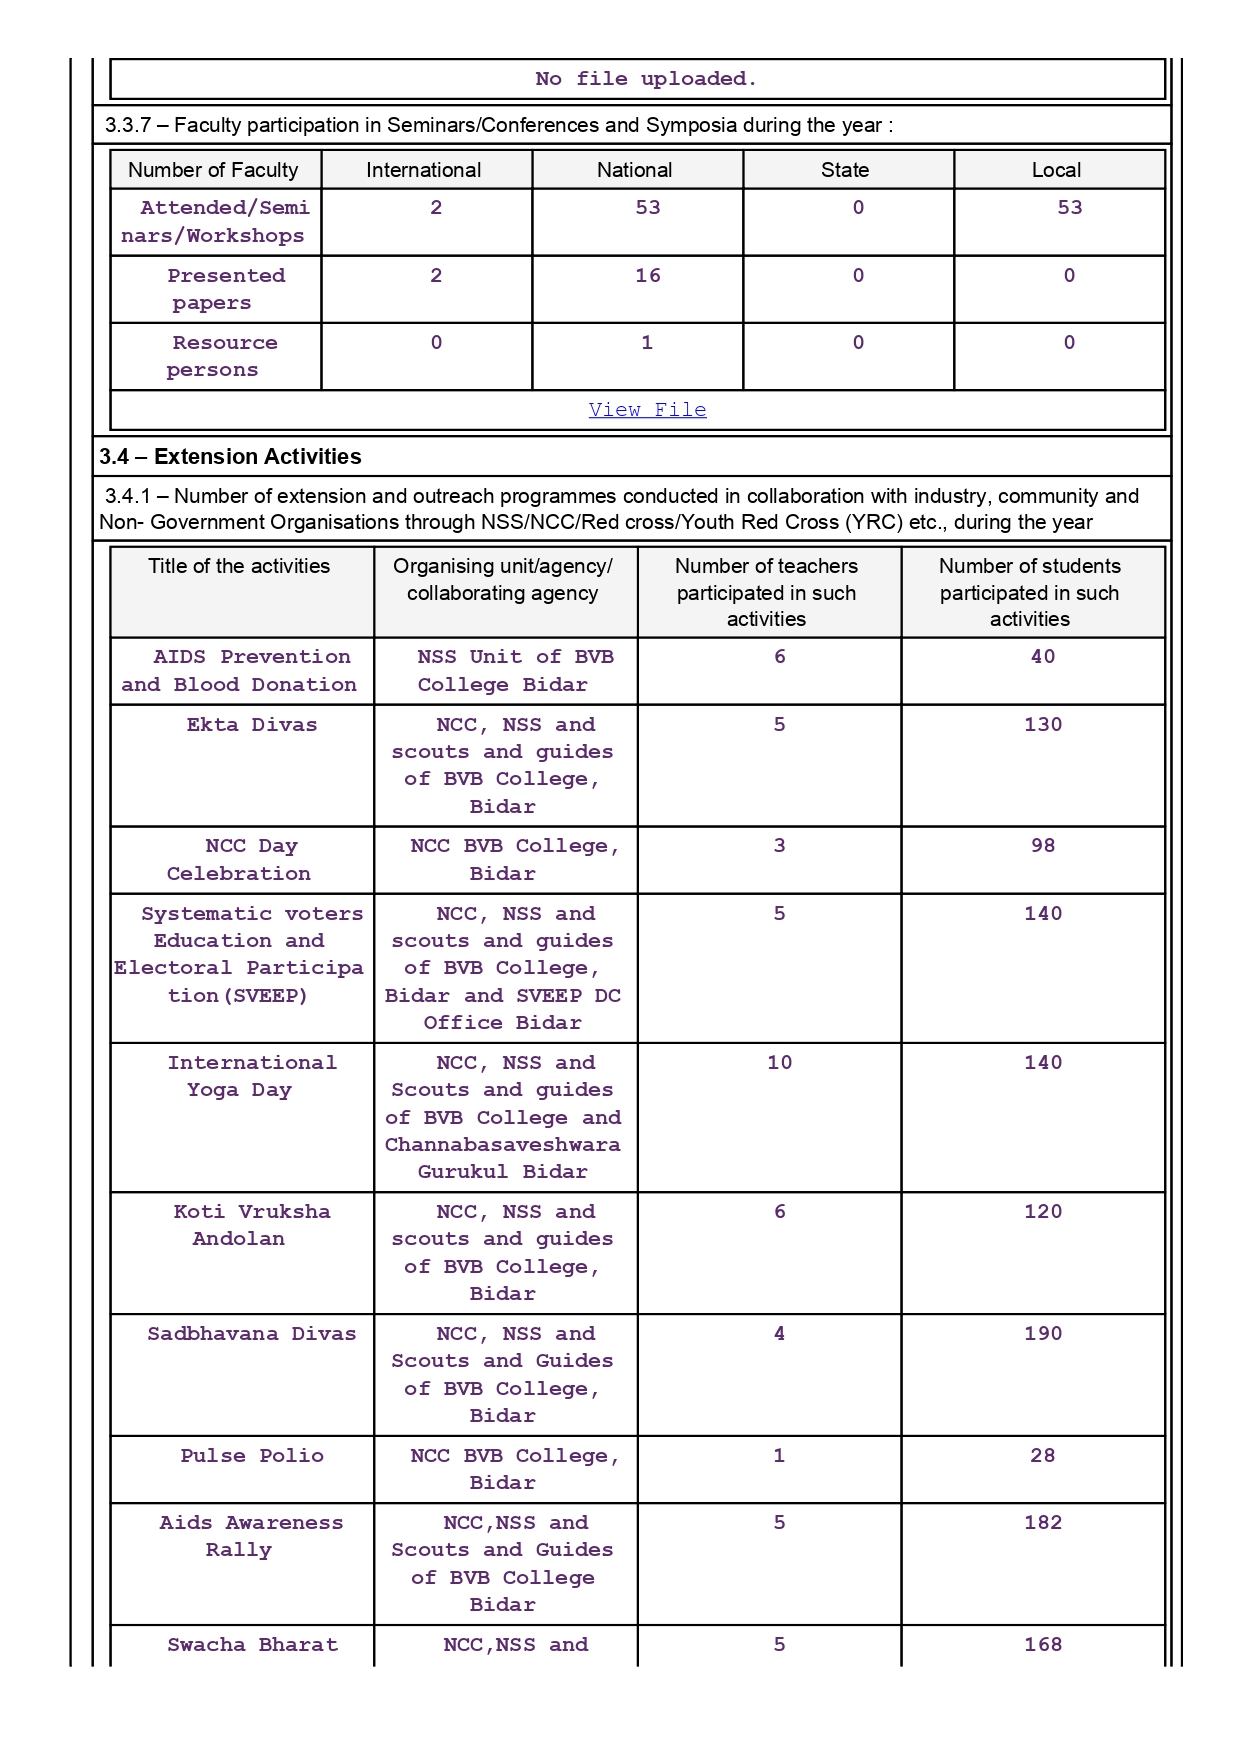 No file uploaded.
3.3.7 – Faculty participation in Seminars/Conferences and Symposia during the year :
Number of Faculty International National State Local
Attended/Semi 2 53 0 53
nars/Workshops
Presented 2 16 0 0
papers
Resource 0 1 0 0
persons
View File
3.4 – Extension Activities
3.4.1 – Number of extension and outreach programmes conducted in collaboration with industry, community and
Non- Government Organisations through NSS/NCC/Red cross/Youth Red Cross (YRC) etc., during the year
Title of the activities Organising unit/agency/ Number of teachers Number of students
collaborating agency participated in such participated in such
activities activities
AIDS Prevention NSS Unit of BVB 6 40
and Blood Donation College Bidar
Ekta Divas NCC, NSS and 5 130
scouts and guides
of BVB College,
Bidar
NCC Day NCC BVB College, 3 98
Celebration Bidar
Systematic voters NCC, NSS and 5 140
Education and scouts and guides
Electoral Participa of BVB College,
tion(SVEEP) Bidar and SVEEP DC
Office Bidar
International NCC, NSS and 10 140
Yoga Day Scouts and guides
of BVB College and
Channabasaveshwara
Gurukul Bidar
Koti Vruksha NCC, NSS and 6 120
Andolan scouts and guides
of BVB College,
Bidar
Sadbhavana Divas NCC, NSS and 4 190
Scouts and Guides
of BVB College,
Bidar
Pulse Polio NCC BVB College, 1 28
Bidar
Aids Awareness NCC,NSS and 5 182
Rally Scouts and Guides
of BVB College
Bidar
Swacha Bharat NCC,NSS and 5 168